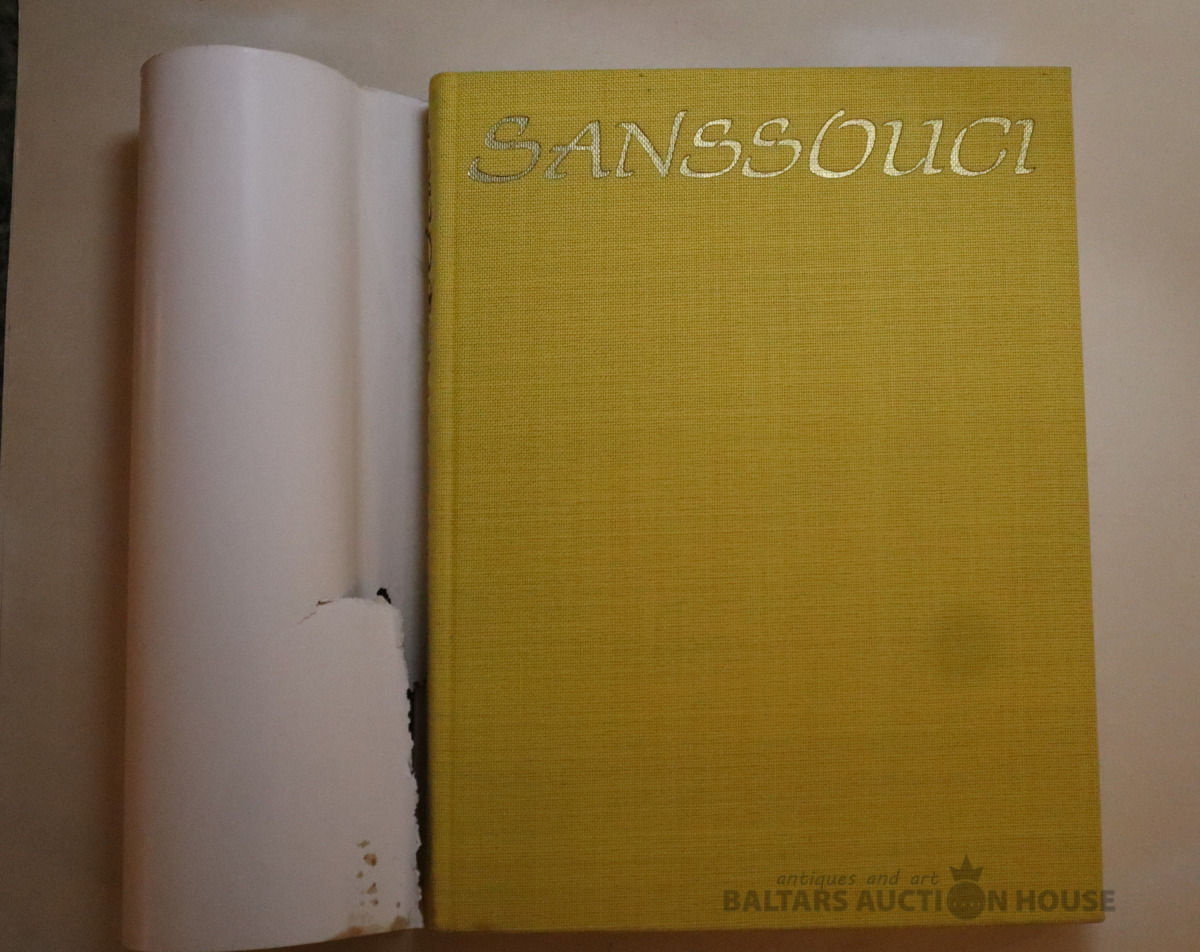 SANSSOUCI
antiques and art
BALTARS AUCTION HOUSE